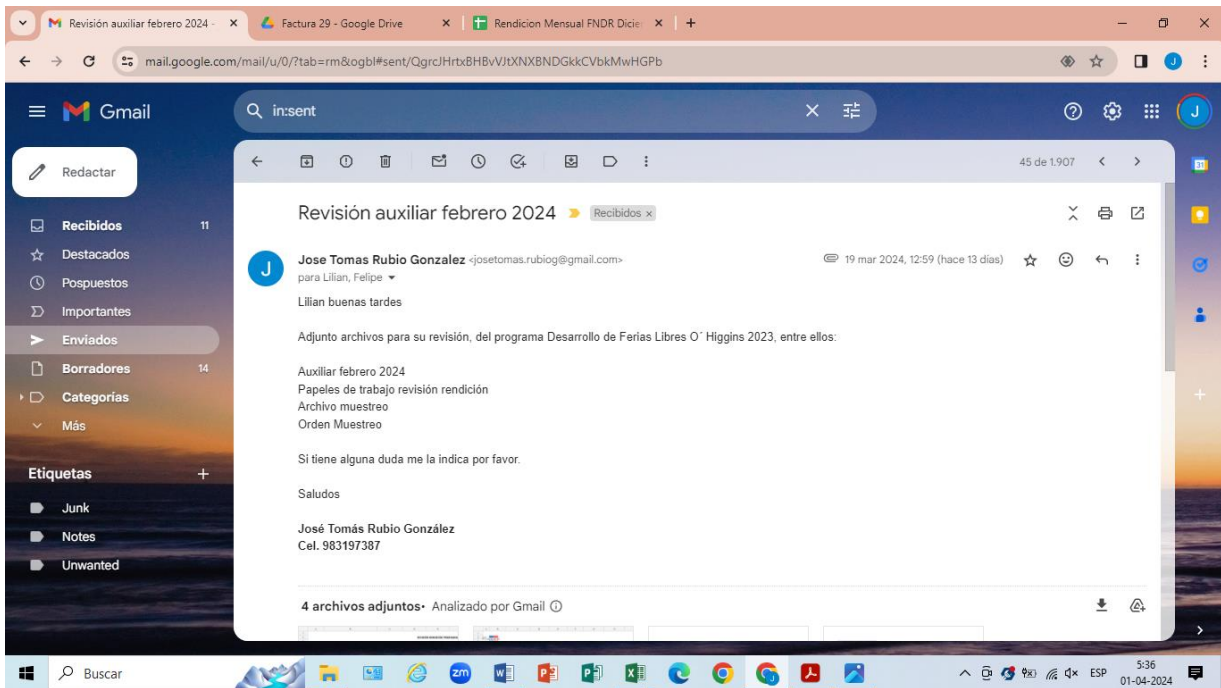 Revisión auxiliar febrero 2024 -
Factura 29 - Google Drive
Rendicion Mensual FNDR Dicie
mail.google.com/mail/u/0/?tab=rm&ogbl#sent/QgrcJHrtxBHBvVJtXNXBNDGkkCVbkMwHGPb
J
Gmail
in:sent
J
Redactar
45 de 1.907
31
Revisión auxiliar febrero 2024
Recibidos x
Recibidos 11
Destacados
Pospuestos
Importantes
Enviados
Borradores 14
Categorías
Más
Etiquetas +
Junk
Notes
Unwanted
J
Jose Tomas Rubio Gonzalez <josetomas.rubiog@gmail.com>
19 mar 2024, 12:59 (hace 13 días)
para Lilian, Felipe
Lilian buenas tardes
Adjunto archivos para su revisión, del programa Desarrollo de Ferias Libres O´ Higgins 2023, entre ellos:
Auxiliar febrero 2024
Papeles de trabajo revisión rendición
Archivo muestreo
Orden Muestreo
Si tiene alguna duda me la indica por favor.
Saludos
José Tomás Rubio González
Cel. 983197387
4 archivos adjuntos • Analizado por Gmail
Buscar
zm
ESP
5:36
01-04-2024